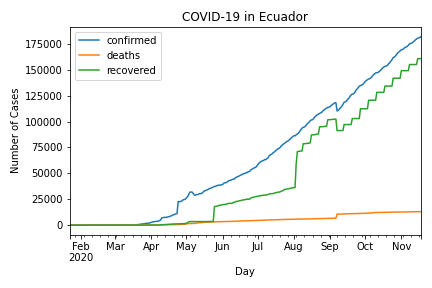 COVID-19 in Ecuador
confirmed
deaths
recovered
Number of Cases
175000
150000
125000
100000
75000
50000
25000
0
Feb Mar Apr May Jun Jul Aug Sep Oct Nov
2020
Day